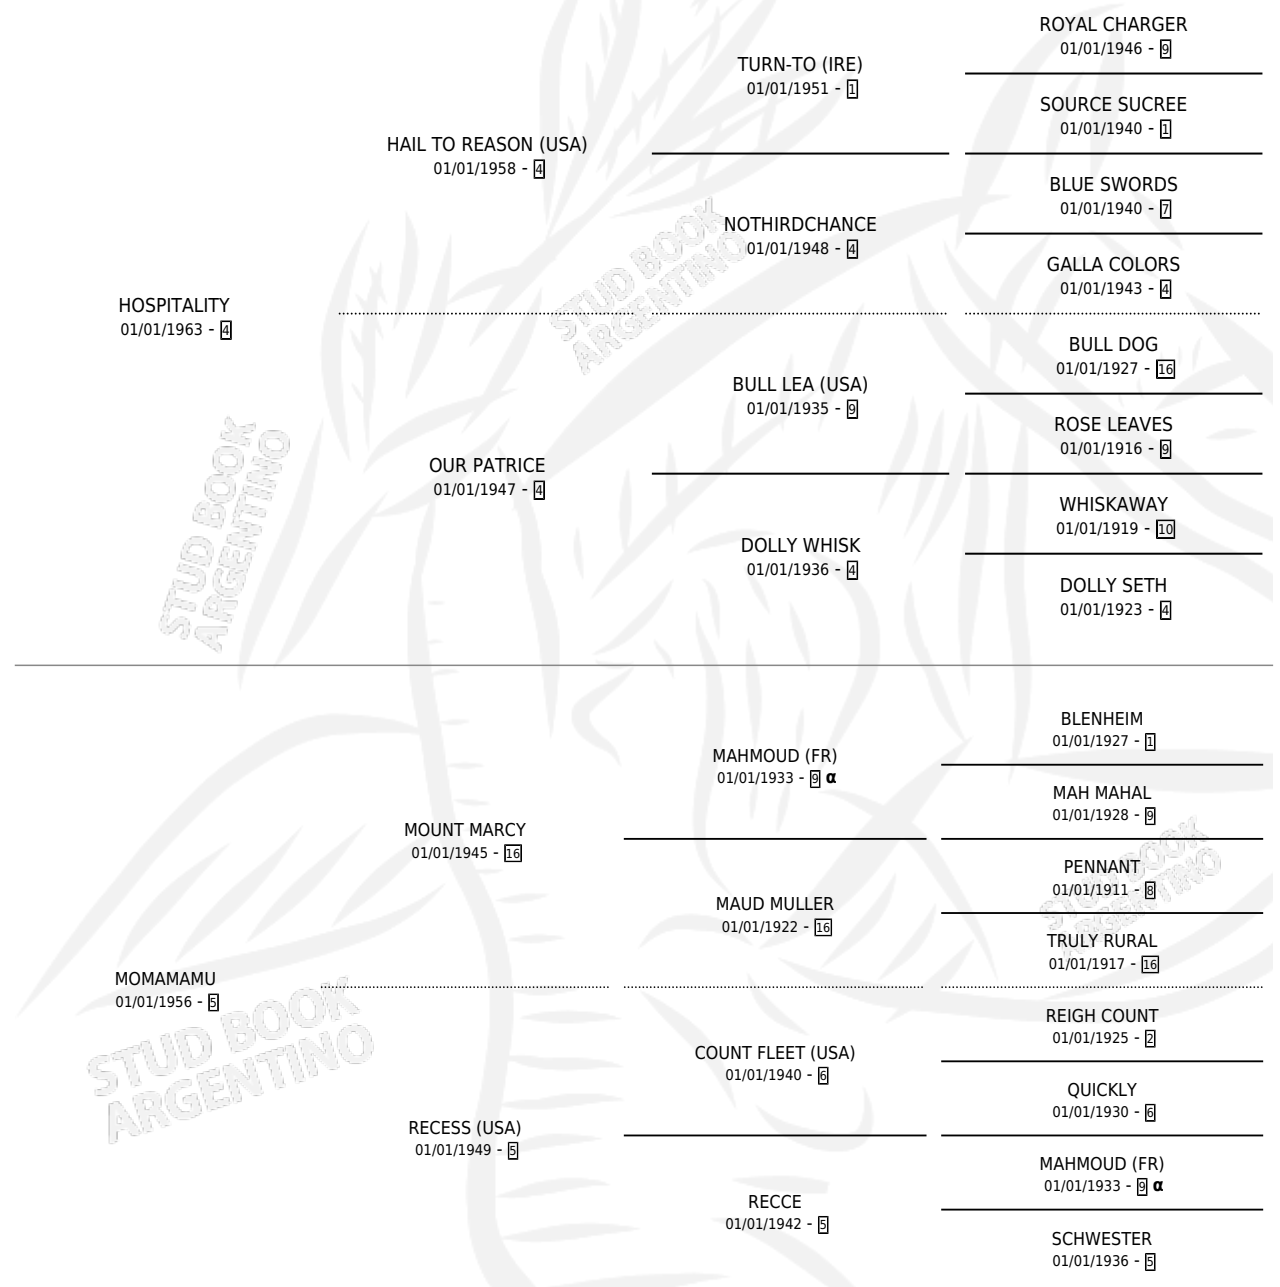 ROYAL CHARGER
01/01/1946 - 9
TURN-TO (IRE)
01/01/1951 - 1
SOURCE SUCREE
01/01/1940 - 1
HAIL TO REASON (USA)
01/01/1958 - 4
BLUE SWORDS
01/01/1940 - 7
NOTHIRDCHANCE
01/01/1948 - 4
GALLA COLORS
01/01/1943 - 4
HOSPITALITY
01/01/1963 - 4
BULL DOG
01/01/1927 - 16
BULL LEA (USA)
01/01/1935 - 9
ROSE LEAVES
01/01/1916 - 9
OUR PATRICE
01/01/1947 - 4
WHISKAWAY
01/01/1919 - 10
DOLLY WHISK
01/01/1936 - 4
DOLLY SETH
01/01/1923 - 4
BLENHEIM
01/01/1927 - 1
MAHMOUD (FR)
01/01/1933 - 9 α
MAH MAHAL
01/01/1928 - 9
MOUNT MARCY
01/01/1945 - 16
PENNANT
01/01/1911 - 8
MAUD MULLER
01/01/1922 - 16
TRULY RURAL
01/01/1917 - 16
MOMAMAMU
01/01/1956 - 5
REIGH COUNT
01/01/1925 - 2
COUNT FLEET (USA)
01/01/1940 - 6
QUICKLY
01/01/1930 - 6
RECESS (USA)
01/01/1949 - 5
MAHMOUD (FR)
01/01/1933 - 9 α
RECCE
01/01/1942 - 5
SCHWESTER
01/01/1936 - 5
STUD BOOK
ARGENTINO
STUD BOOK
ARGENTINO
STUD BOOK
ARGENTINO
STUD BOOK
ARGENTINO